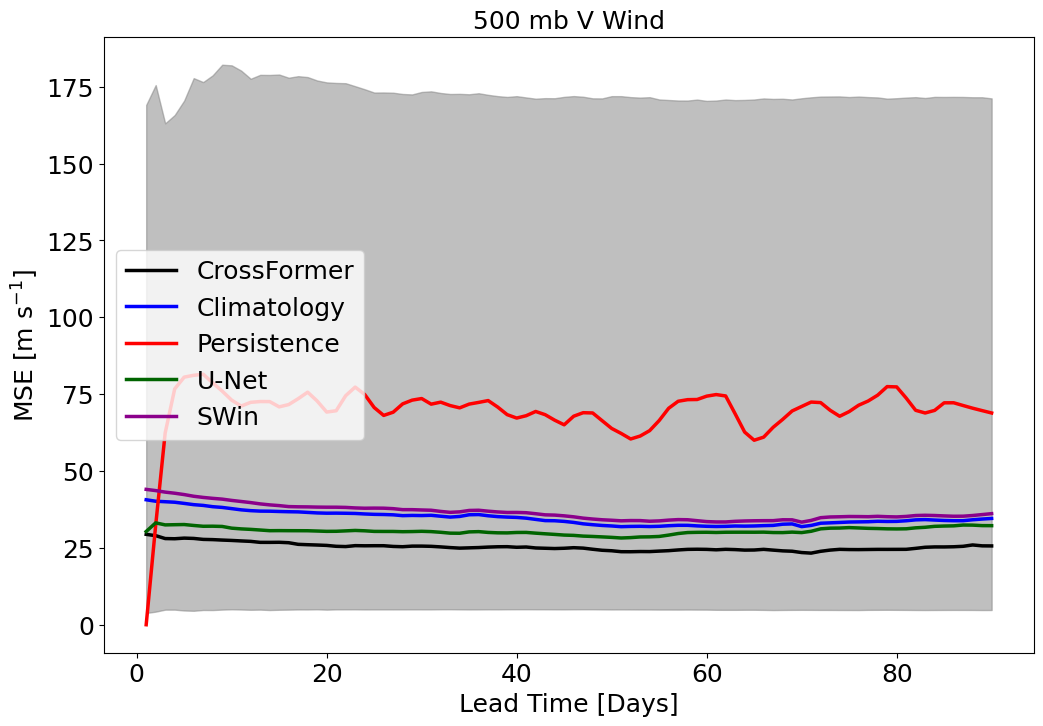 500 mb V Wind
MSE [m s⁻¹]
175
150
125
100
75
50
25
0
CrossFormer
Climatology
Persistence
U-Net
SWin
0 20 40 60 80
Lead Time [Days]